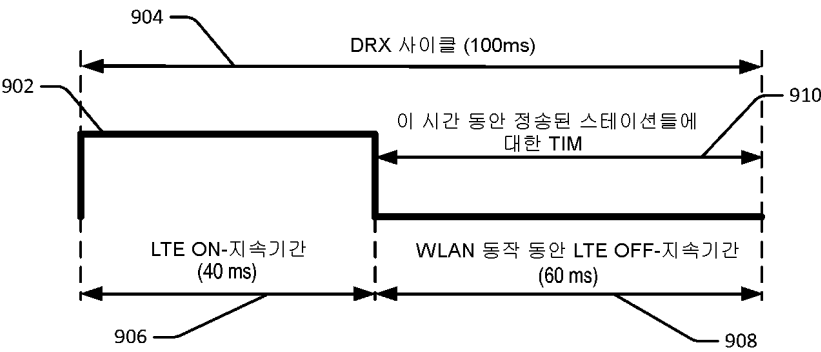 904
DRX 사이클 (100ms)
902
910
이 시간 동안 정송된 스테이션들에
대한 TIM
LTE ON-지속기간
(40 ms)
WLAN 동작 동안 LTE OFF-지속기간
(60 ms)
906
908